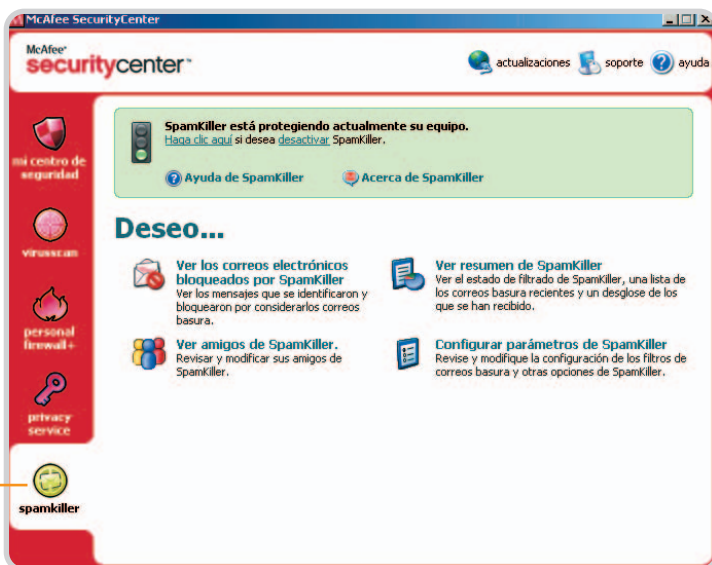 McAfee SecurityCenter
McAfee
securitycenter
actualizaciones
soporte
ayuda
mi centro de
seguridad
virusscan
personal
firewall+
privacy
service
spamkiller
SpamKiller está protegiendo actualmente su equipo.
Haga clic aquí si desea desactivar SpamKiller.
Ayuda de SpamKiller
Acerca de SpamKiller
Deseo...
Ver los correos electrónicos
bloqueados por SpamKiller
Ver los mensajes que se identificaron y
bloquearon por considerarlos correos
basura.
Ver resumen de SpamKiller
Ver el estado de filtrado de SpamKiller, una lista de
los correos basura recientes y un desglose de los
que se han recibido.
Ver amigos de SpamKiller.
Revisar y modificar sus amigos de
SpamKiller.
Configurar parámetros de SpamKiller
Revise y modifique la configuración de los filtros de
correos basura y otras opciones de SpamKiller.